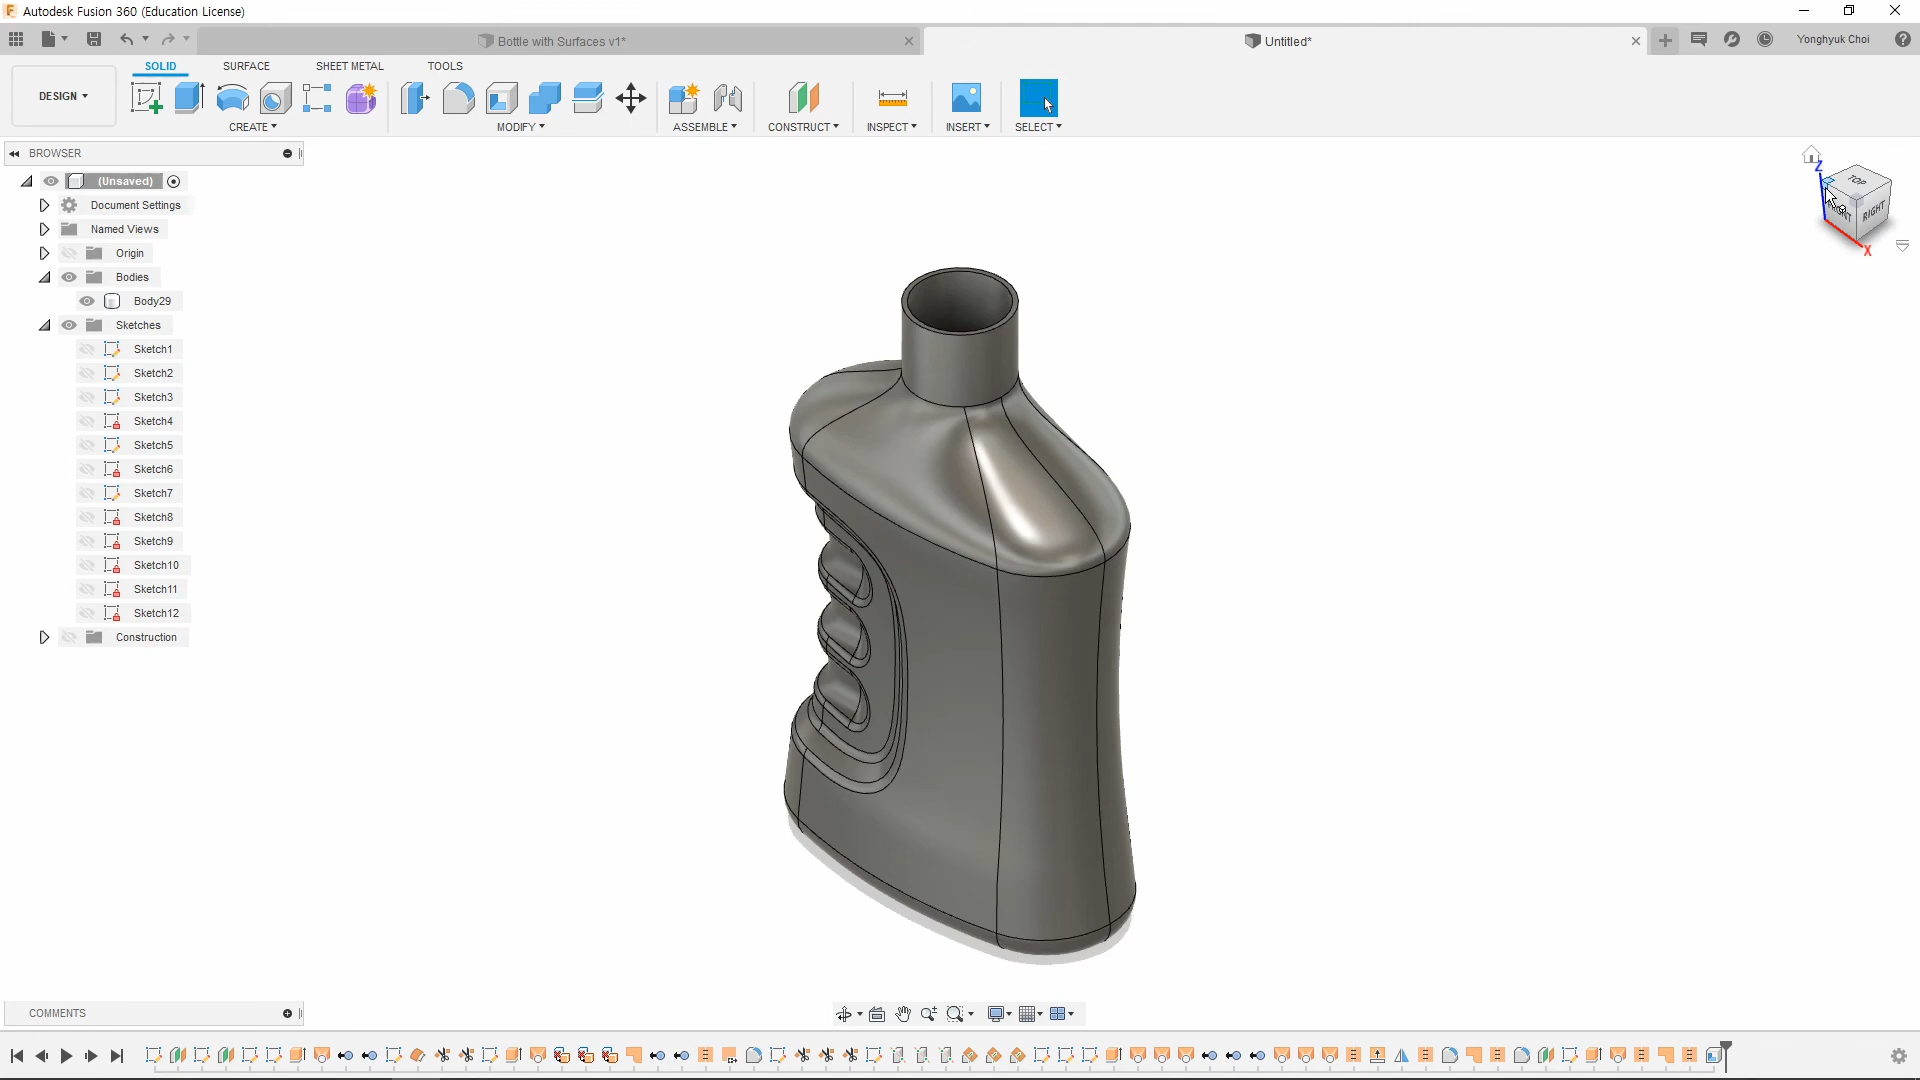 Autodesk Fusion 360 (Education License)
Bottle with Surfaces v1*
Untitled*
Yonghyuk Choi
SOLID
SURFACE
SHEET METAL
TOOLS
DESIGN
CREATE
MODIFY
ASSEMBLE
CONSTRUCT
INSPECT
INSERT
SELECT
BROWSER
(Unsaved)
Document Settings
Named Views
Origin
Bodies
Body29
Sketches
Sketch1
Sketch2
Sketch3
Sketch4
Sketch5
Sketch6
Sketch7
Sketch8
Sketch9
Sketch10
Sketch11
Sketch12
Construction
Z
TOP
RIGHT
X
COMMENTS